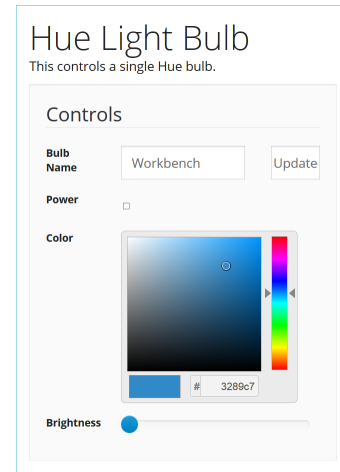 Hue Light Bulb
This controls a single Hue bulb.
Controls
Bulb Name
Workbench
Update
Power
Color
# 3289c7
Brightness